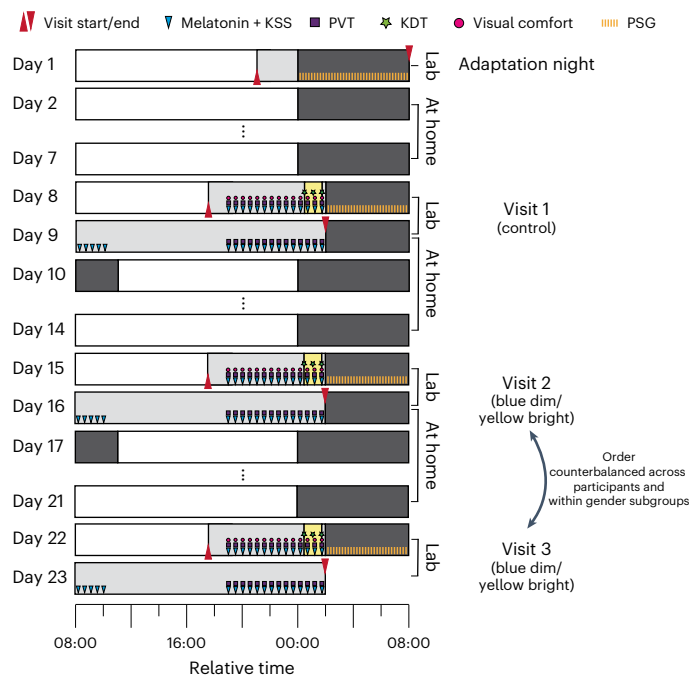 Visit start/end Melatonin + KSS PVT KDT Visual comfort PSG
Day 1 Lab Adaptation night
Day 2
⋮ At home
Day 7
Day 8 Lab Visit 1
(control)
Day 9
Day 10 At home
⋮
Day 14
Day 15 Lab Visit 2
(blue dim/
yellow bright)
Day 16
Day 17 At home
⋮
Order
counterbalanced across
participants and
within gender subgroups
Day 21
Day 22 Lab Visit 3
(blue dim/
yellow bright)
Day 23
08:00 16:00 00:00 08:00
Relative time